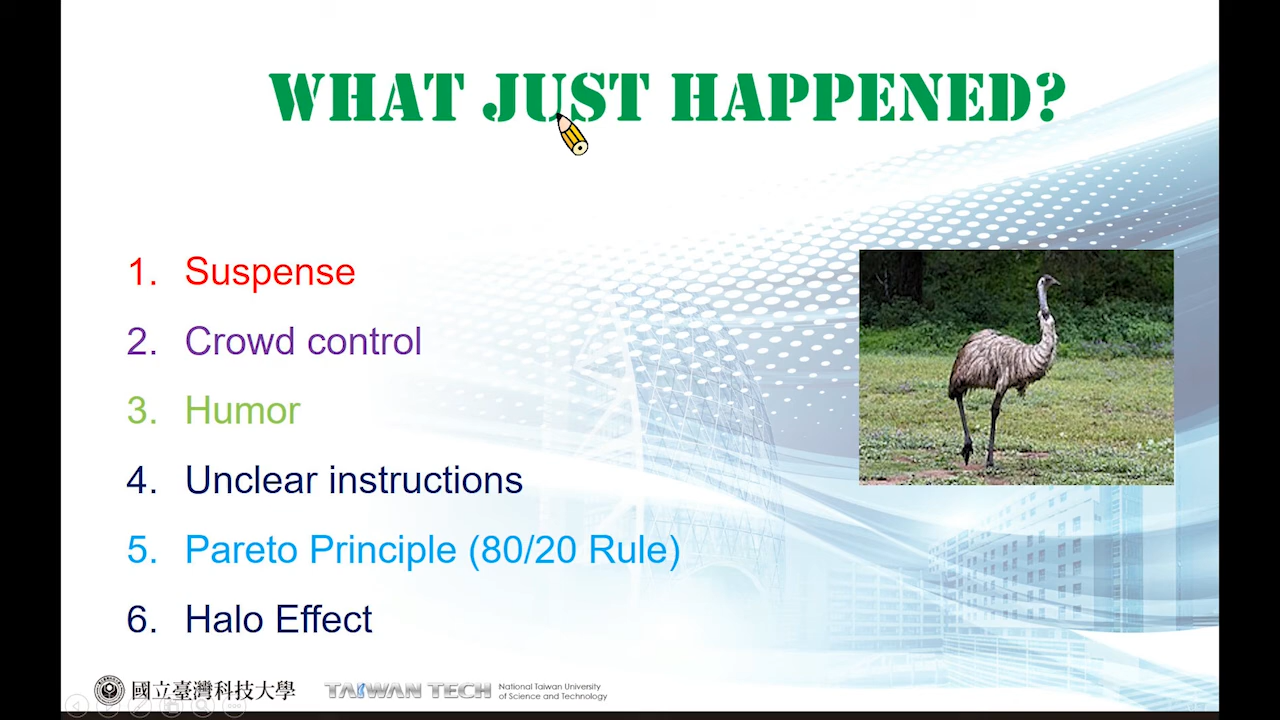 WHAT JUST HAPPENED?
1. Suspense
2. Crowd control
3. Humor
4. Unclear instructions
5. Pareto Principle (80/20 Rule)
6. Halo Effect
國立臺灣科技大學
TAIWAN TECH
National Taiwan University
of Science and Technology